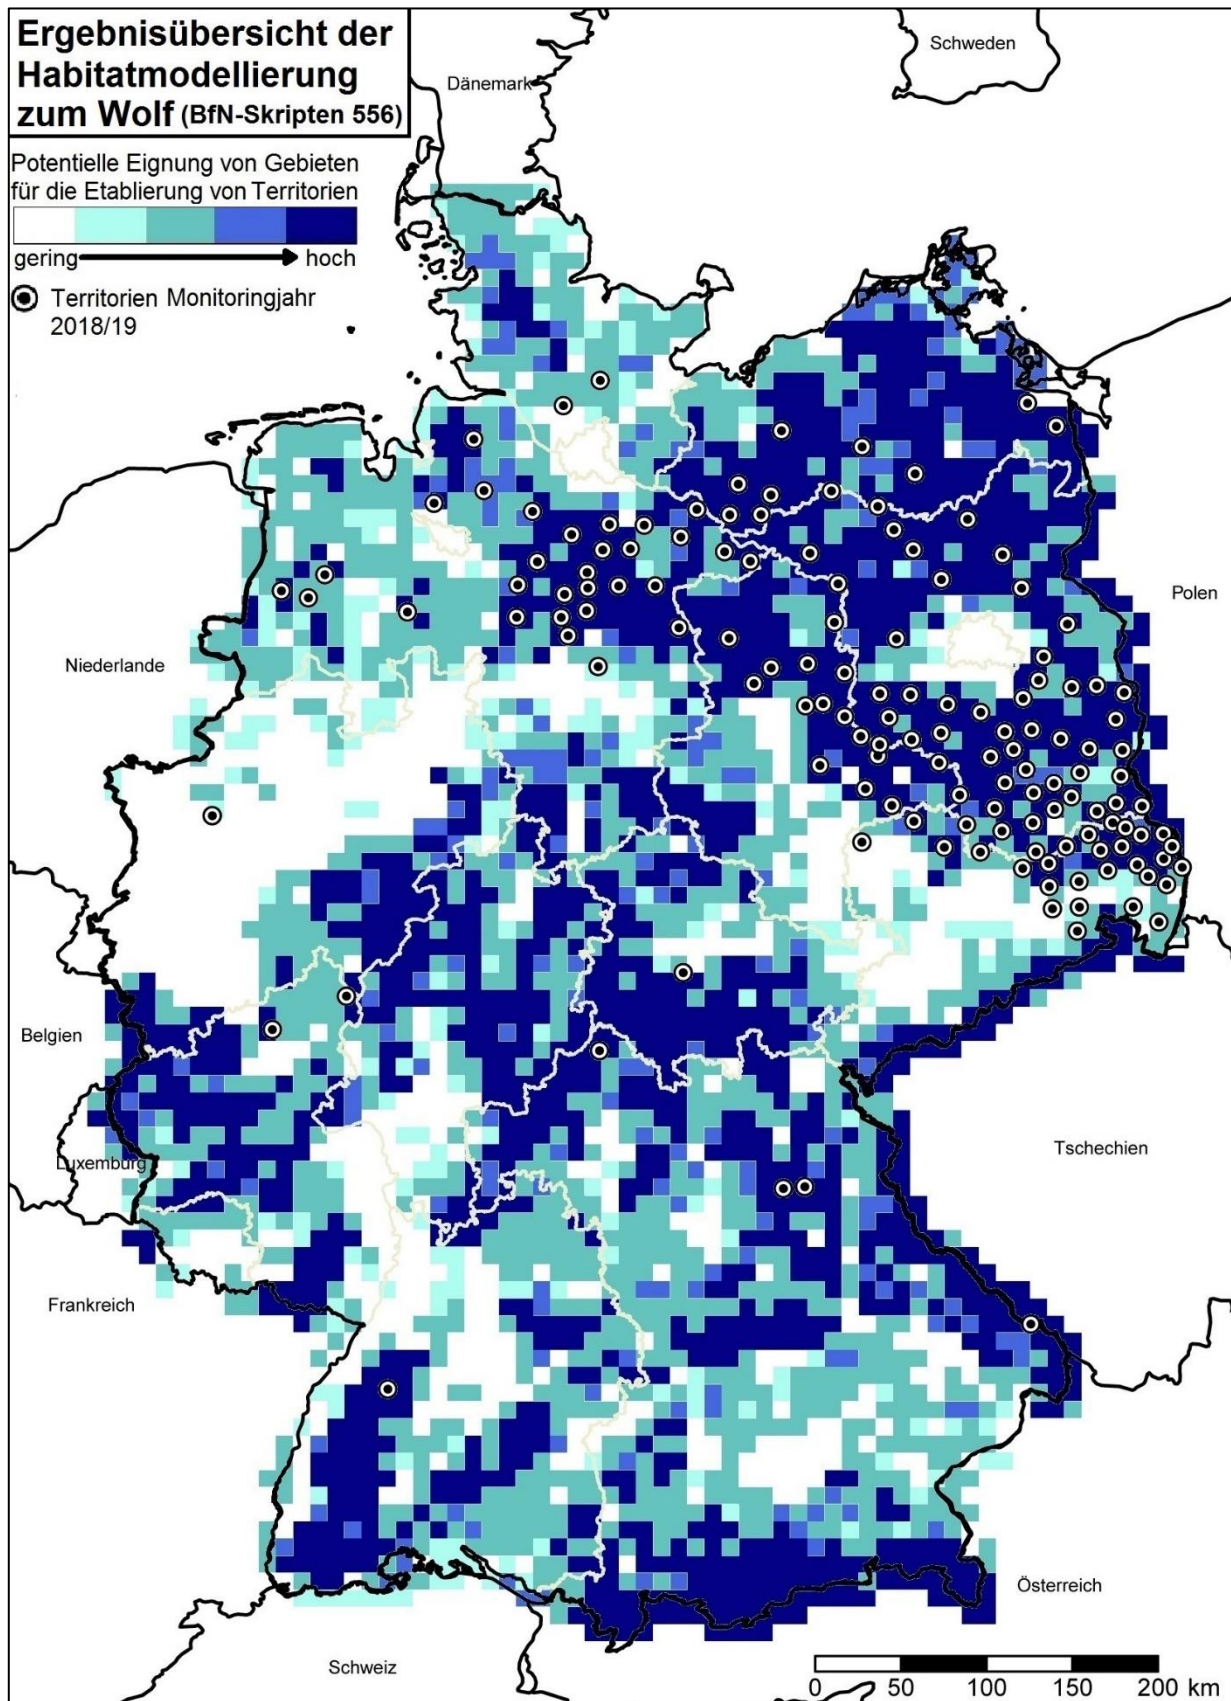 Ergebnisübersicht der
Habitatmodellierung
zum Wolf (BfN-Skripten 556)
Potentielle Eignung von Gebieten
für die Etablierung von Territorien
gering hoch
Territorien Monitoringjahr
2018/19
Schweden
Dänemark
Polen
Niederlande
Belgien
Luxemburg
Tschechien
Frankreich
Österreich
Schweiz
0 50 100 150 200 km